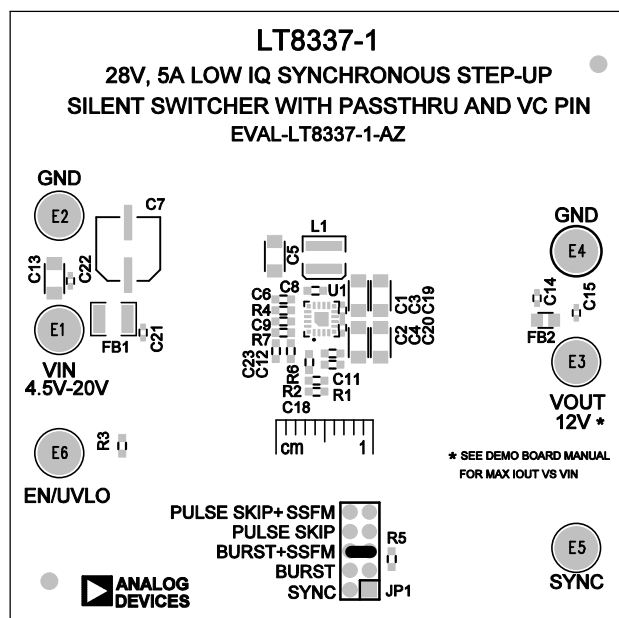 LT8337-1
28V, 5A LOW IQ SYNCHRONOUS STEP-UP
SILENT SWITCHER WITH PASSTHRU AND VC PIN
EVAL-LT8337-1-AZ
GND
E2
C7
C13
C22
E1
FB1
C21
VIN
4.5V-20V
E6
R3
EN/UVLO
L1
C5
U1
C8
C6
R4
C9
R7
C23
C12
R6
R2
C18
C11
R1
C1
C3
C19
C2
C4
C20
cm 1
GND
E4
C14
C15
FB2
E3
VOUT
12V *
* SEE DEMO BOARD MANUAL
FOR MAX IOUT VS VIN
PULSE SKIP+ SSFM
PULSE SKIP
BURST+SSFM
BURST
SYNC
R5
JP1
E5
SYNC
ANALOG
DEVICES